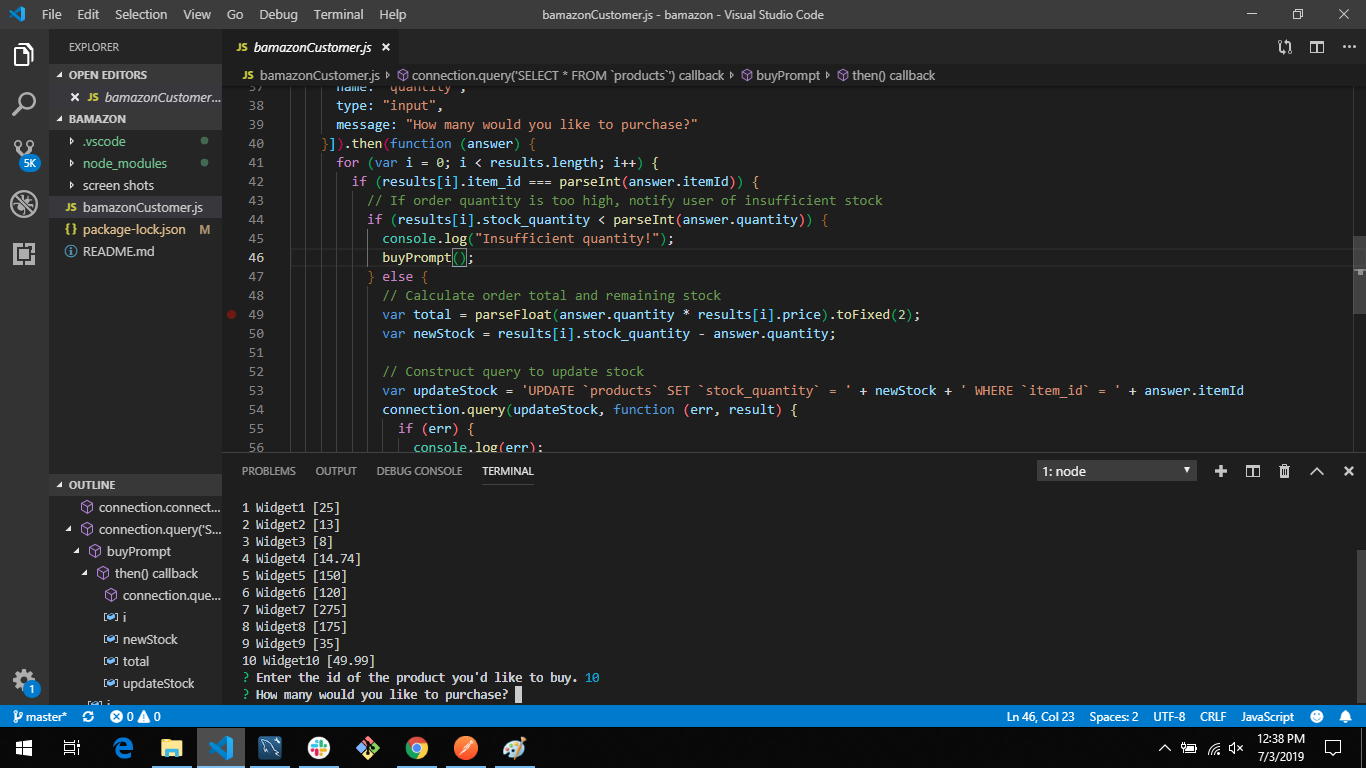 File Edit Selection View Go Debug Terminal Help
bamazonCustomer.js - bamazon - Visual Studio Code
EXPLORER
OPEN EDITORS
JS bamazonCustomer...
BAMAZON
.vscode
node_modules
screen shots
JS bamazonCustomer.js
{} package-lock.json M
README.md
5K
OUTLINE
connection.connect...
connection.query('S...
buyPrompt
then() callback
connection.que...
i
newStock
total
updateStock
1
JS bamazonCustomer.js
JS bamazonCustomer.js › connection.query('SELECT * FROM `products`') callback › buyPrompt › then() callback
37 name: "quantity",
38 type: "input",
39 message: "How many would you like to purchase?"
40 }]).then(function (answer) {
41 for (var i = 0; i < results.length; i++) {
42 if (results[i].item_id === parseInt(answer.itemId)) {
43 // If order quantity is too high, notify user of insufficient stock
44 if (results[i].stock_quantity < parseInt(answer.quantity)) {
45 console.log("Insufficient quantity!");
46 buyPrompt();
47 } else {
48 // Calculate order total and remaining stock
49 var total = parseFloat(answer.quantity * results[i].price).toFixed(2);
50 var newStock = results[i].stock_quantity - answer.quantity;
51
52 // Construct query to update stock
53 var updateStock = 'UPDATE `products` SET `stock_quantity` = ' + newStock + ' WHERE `item_id` = ' + answer.itemId
54 connection.query(updateStock, function (err, result) {
55 if (err) {
56 console.log(err);
PROBLEMS OUTPUT DEBUG CONSOLE TERMINAL
1: node
1 Widget1 [25]
2 Widget2 [13]
3 Widget3 [8]
4 Widget4 [14.74]
5 Widget5 [150]
6 Widget6 [120]
7 Widget7 [275]
8 Widget8 [175]
9 Widget9 [35]
10 Widget10 [49.99]
? Enter the id of the product you'd like to buy. 10
? How many would you like to purchase?
master* 0 0
Ln 46, Col 23 Spaces: 2 UTF-8 CRLF JavaScript
12:38 PM
7/3/2019